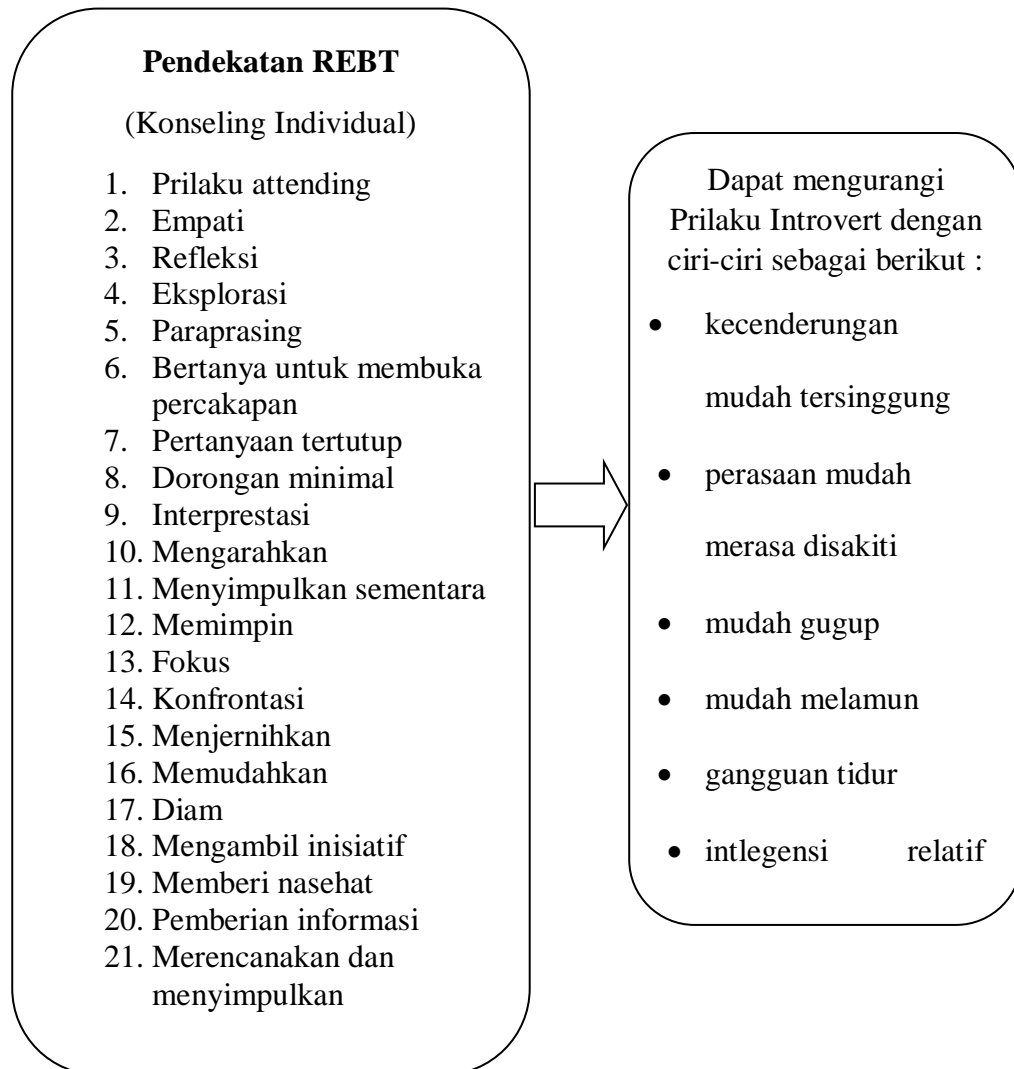 Pendekatan REBT
(Konseling Individual)
1. Prilaku attending
2. Empati
3. Refleksi
4. Eksplorasi
5. Paraprasing
6. Bertanya untuk membuka
percakapan
7. Pertanyaan tertutup
8. Dorongan minimal
9. Interprestasi
10. Mengarahkan
11. Menyimpulkan sementara
12. Memimpin
13. Fokus
14. Konfrontasi
15. Menjernihkan
16. Memudahkan
17. Diam
18. Mengambil inisiatif
19. Memberi nasehat
20. Pemberian informasi
21. Merencanakan dan
menyimpulkan
Dapat mengurangi
Prilaku Introvert dengan
ciri-ciri sebagai berikut :
• kecenderungan
mudah tersinggung
• perasaan mudah
merasa disakiti
• mudah gugup
• mudah melamun
• gangguan tidur
• intlegensi relatif